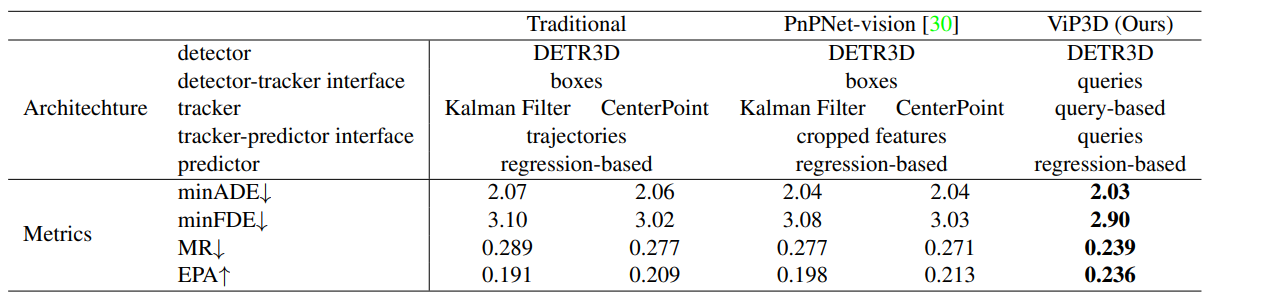 Traditional PnPNet-vision [30] ViP3D (Ours)
detector DETR3D DETR3D DETR3D
detector-tracker interface boxes boxes queries
Architechture tracker Kalman Filter CenterPoint Kalman Filter CenterPoint query-based
tracker-predictor interface trajectories cropped features queries
predictor regression-based regression-based regression-based
minADE↓ 2.07 2.06 2.04 2.04 2.03
minFDE↓ 3.10 3.02 3.08 3.03 2.90
Metrics
MR↓ 0.289 0.277 0.277 0.271 0.239
EPA↑ 0.191 0.209 0.198 0.213 0.236